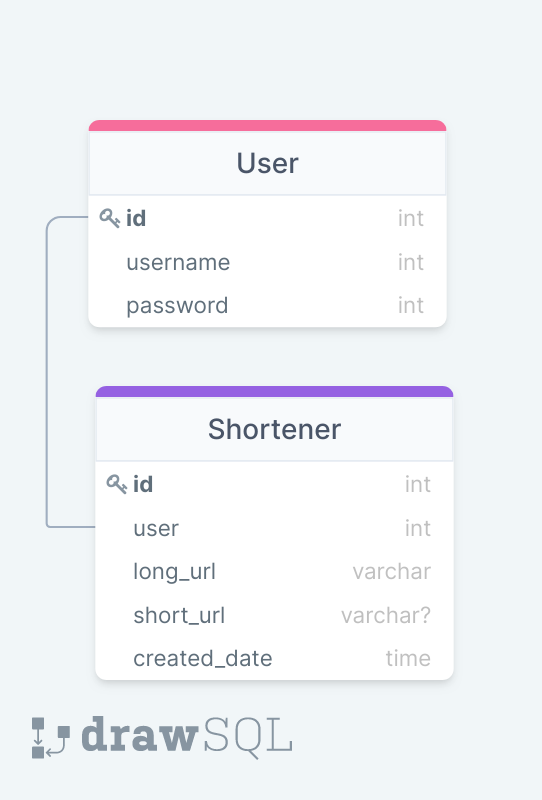 User
id int
username int
password int
Shortener
id int
user int
long_url varchar
short_url varchar?
created_date time
drawSQL